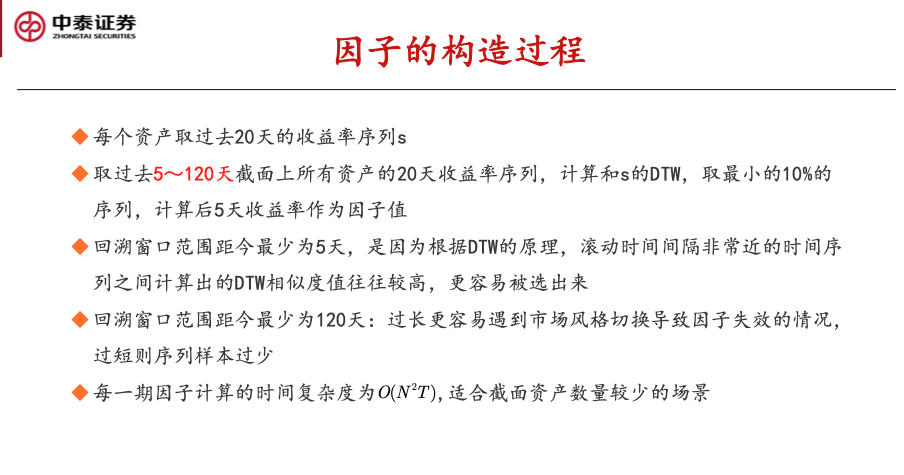 中泰证券
ZHONGTAI SECURITIES
因子的构造过程
◆ 每个资产取过去20天的收益率序列s
◆ 取过去5～120天截面上所有资产的20天收益率序列，计算和s的DTW，取最小的10%的
序列，计算后5天收益率作为因子值
◆ 回溯窗口范围距今最少为5天，是因为根据DTW的原理，滚动时间间隔非常近的时间序
列之间计算出的DTW相似度值往往较高，更容易被选出来
◆ 回溯窗口范围距今最少为120天：过长更容易遇到市场风格切换导致因子失效的情况，
过短则序列样本过少
◆ 每一期因子计算的时间复杂度为O(N²T),适合截面资产数量较少的场景